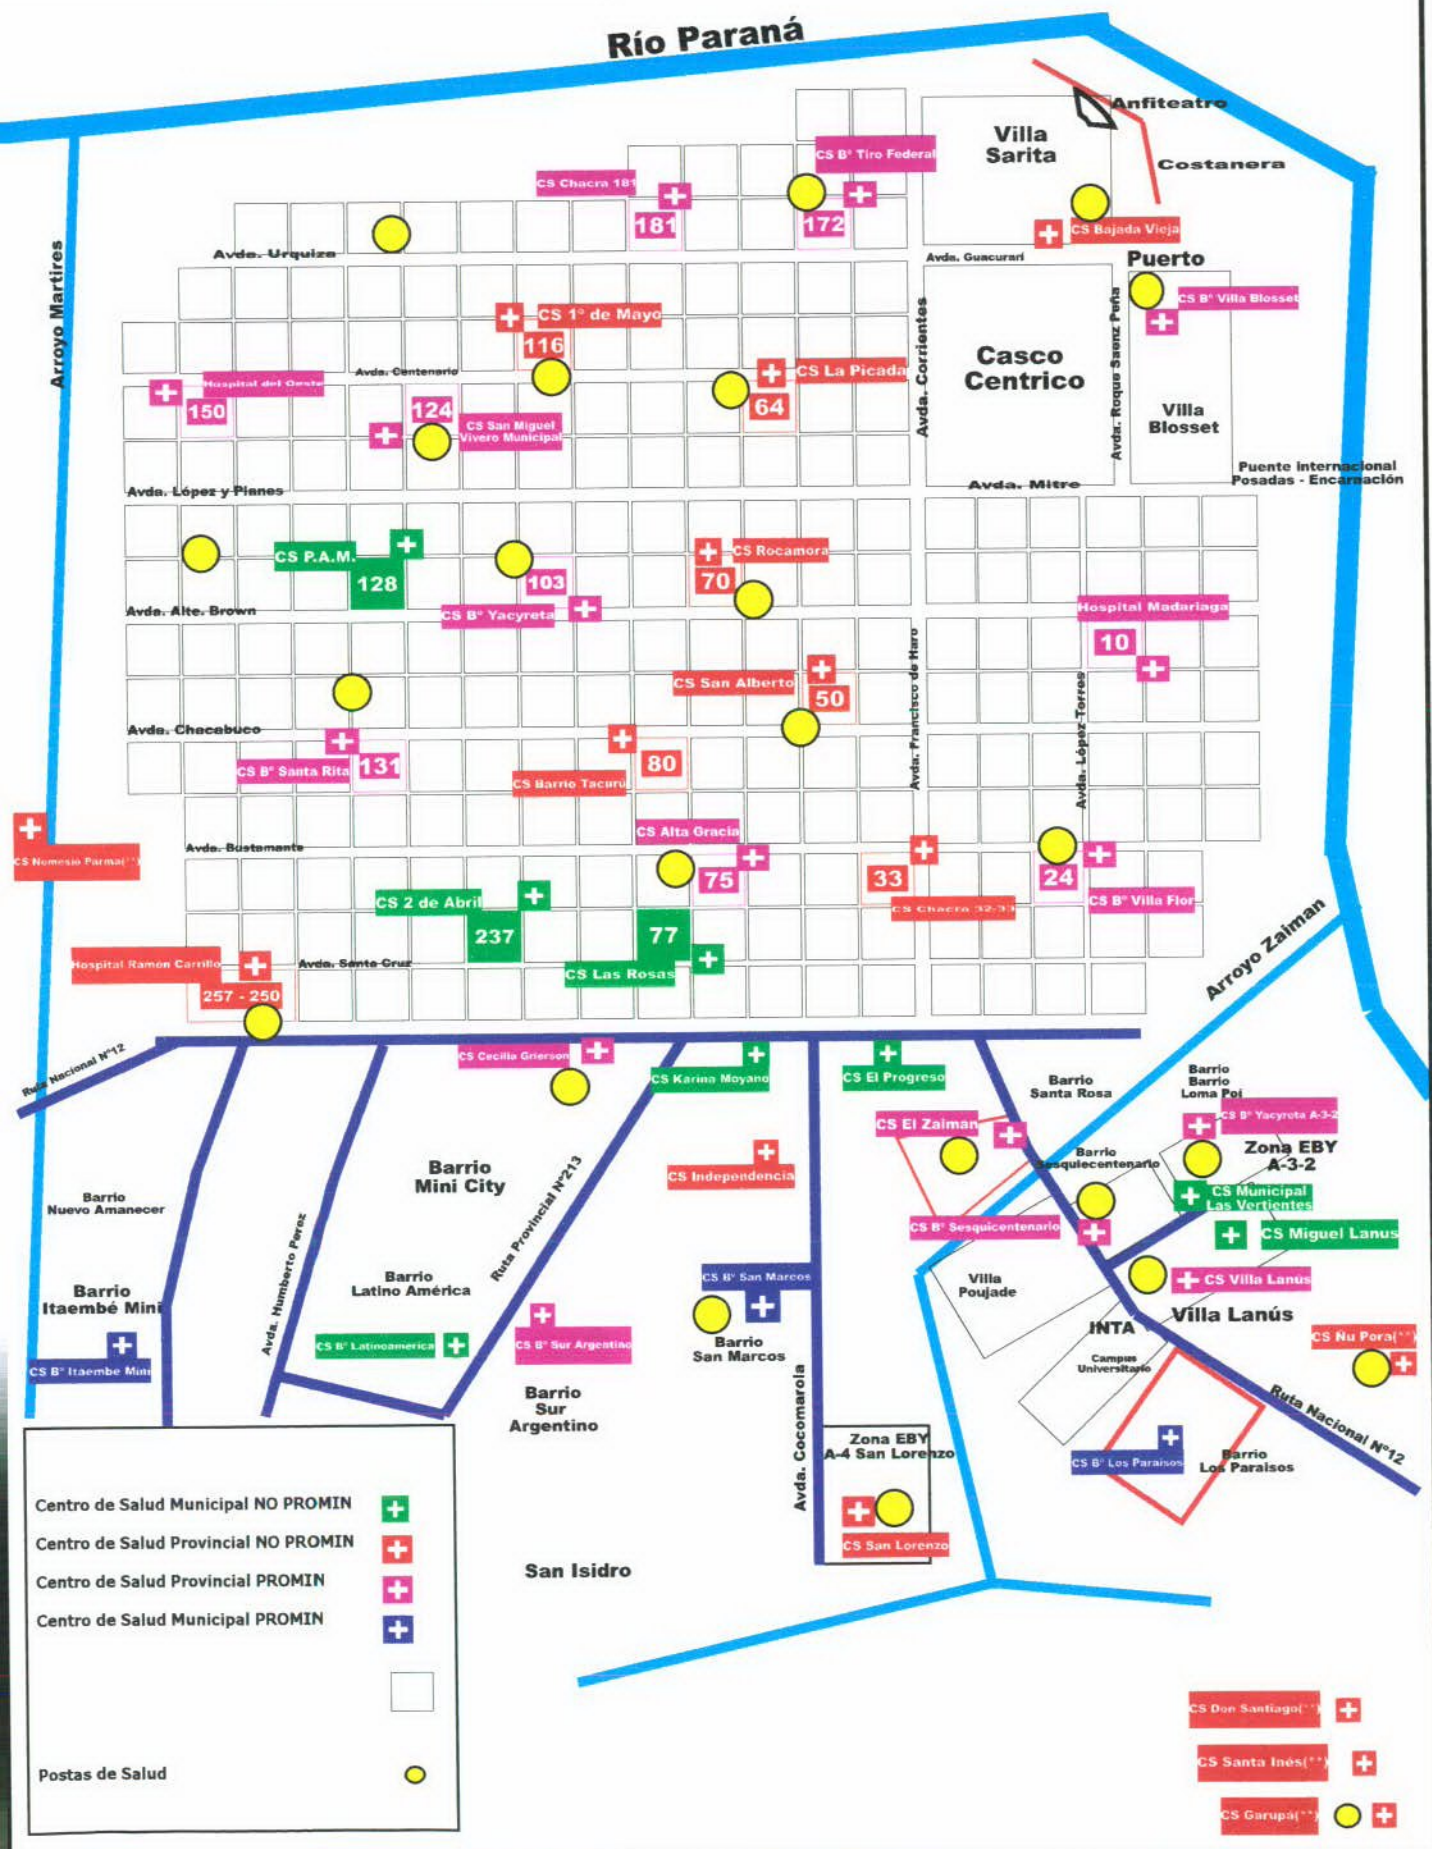 Río Paraná
Anfiteatro
Villa
Sarita
Costanera
CS B° Tiro Federal
CS Chacra 181
181
172
CS Bajada Vieja
Avda. Urquiza
Avda. Guacurari
Puerto
Arroyo Martires
CS B° Villa Blosset
CS 1° de Mayo
116
Avda. Corrientes
Avda. Roque Saenz Peña
Casco
Centrico
Avda. Centenario
CS La Picada
64
Hospital del Oeste
150
124
CS San Miguel
Vivero Municipal
Villa
Blosset
Puente Internacional
Posadas - Encarnación
Avda. López y Planes
Avda. Mitre
CS P.A.M.
128
103
CS Rocamora
70
Avda. Alte. Brown
CS B° Yacyreta
Hospital Madariaga
10
CS San Alberto
50
Avda. Francisco de Haro
Avda. López Torres
Avda. Chacabuco
CS B° Santa Rita
131
80
CS Barrio Tacurú
CS Nemesio Parma(**)
Avda. Bustamante
CS Alta Gracia
75
33
24
CS 2 de Abril
CS Chacra 32-33
CS B° Villa Flor
237
77
Arroyo Zaiman
Hospital Ramón Carrillo
Avda. Santa Cruz
CS Las Rosas
257 - 250
Ruta Nacional N°12
CS Cecilia Grierson
CS Karina Moyano
CS El Progreso
Barrio
Santa Rosa
Barrio
Barrio
Loma Poi
CS B° Yacyreta A-3-2
CS El Zaiman
Zona EBY
A-3-2
Barrio
Sesquiecentenario
Barrio
Mini City
CS Independencia
CS Municipal
Las Vertientes
Barrio
Nuevo Amanecer
Avda. Humberto Perez
Ruta Provincial N°213
CS B° Sesquicentenario
CS Miguel Lanus
Barrio
Latino América
CS B° San Marcos
Villa
Poujade
CS Villa Lanús
Barrio
Itaembé Mini
Villa Lanús
INTA
CS B° Latinoamerica
CS B° Sur Argentino
Barrio
San Marcos
CS Ñu Pora(**)
CS B° Itaembe Mini
Campus
Universitario
Barrio
Sur
Argentino
Avda. Cocomarola
Ruta Nacional N°12
Zona EBY
A-4 San Lorenzo
CS B° Los Paraisos
Barrio
Los Paraisos
Centro de Salud Municipal NO PROMIN
Centro de Salud Provincial NO PROMIN
CS San Lorenzo
San Isidro
Centro de Salud Provincial PROMIN
Centro de Salud Municipal PROMIN
CS Don Santiago(**)
CS Santa Inés(**)
Postas de Salud
CS Garupá(**)